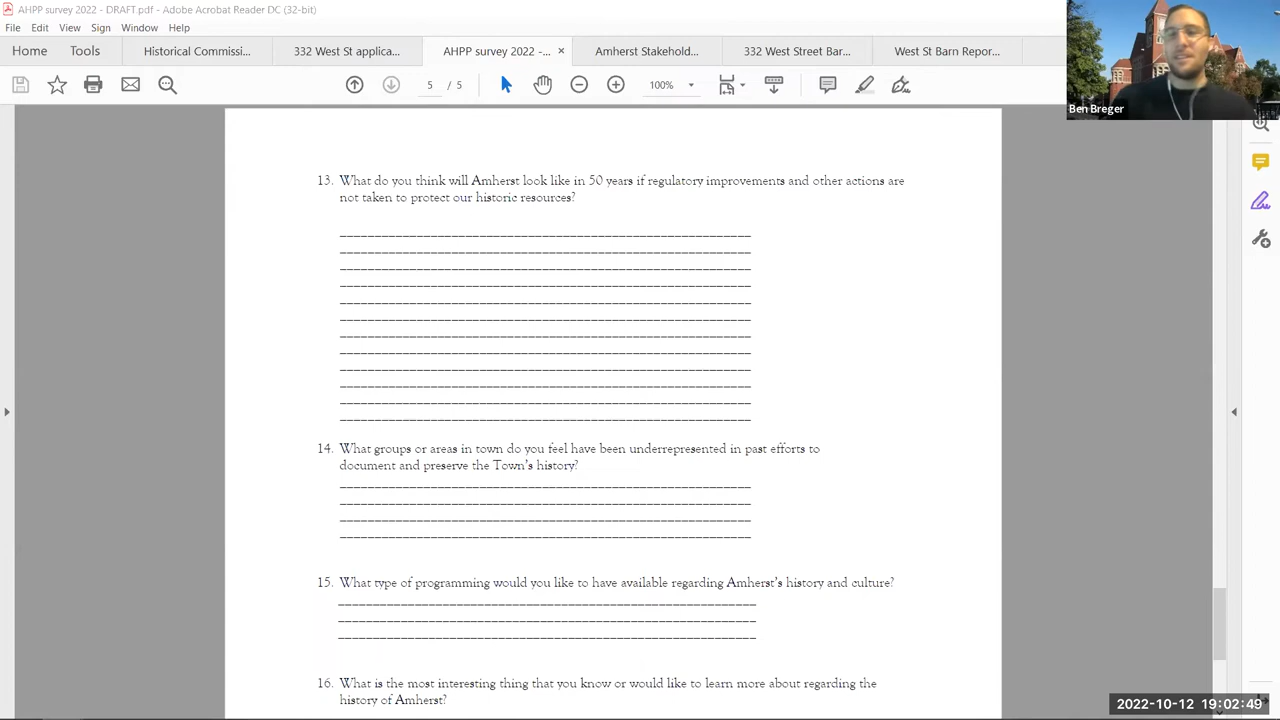 AHPP survey 2022 - DRAFT.pdf - Adobe Acrobat Reader DC (32-bit)
File Edit View Sign Window Help
Home Tools Historical Commissi... 332 West St applica... AHPP survey 2022 -... × Amherst Stakehold... 332 West Street Bar... West St Barn Repor...
5 / 5 100%
Ben Breger
13. What do you think will Amherst look like in 50 years if regulatory improvements and other actions are
not taken to protect our historic resources?
14. What groups or areas in town do you feel have been underrepresented in past efforts to
document and preserve the Town's history?
15. What type of programming would you like to have available regarding Amherst's history and culture?
16. What is the most interesting thing that you know or would like to learn more about regarding the
history of Amherst?
2022-10-12 19:02:49